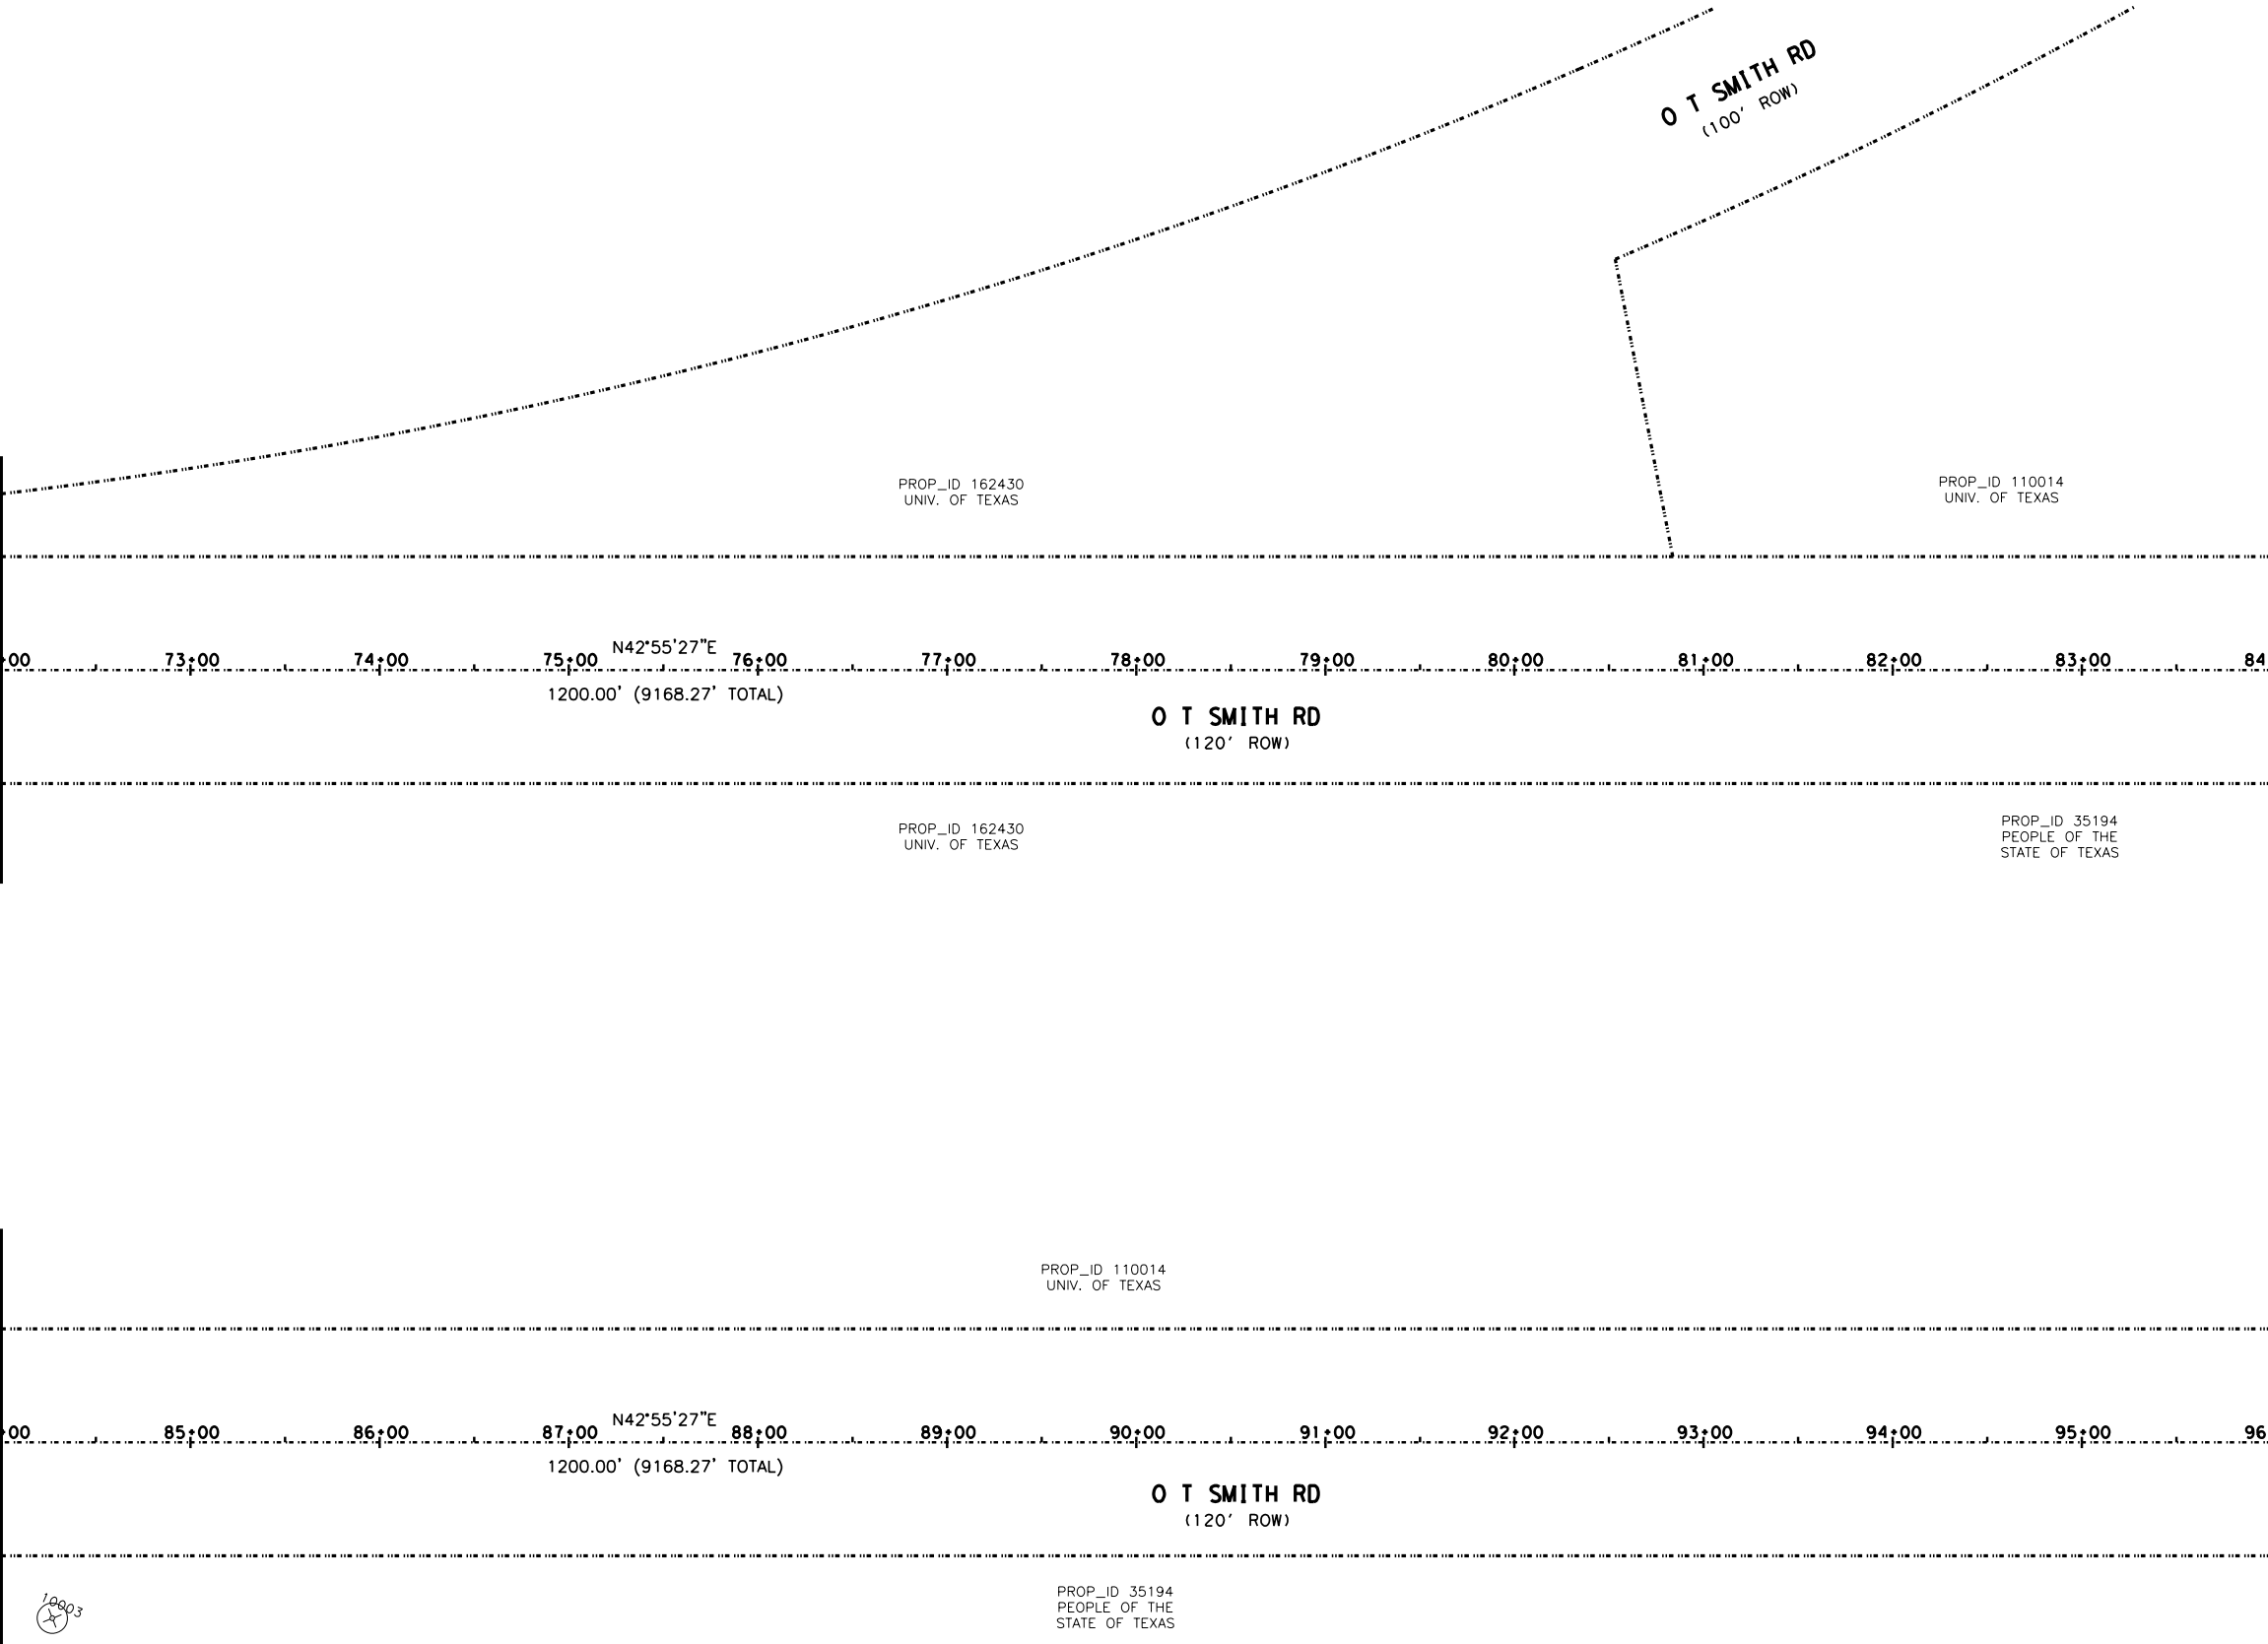 O T SMITH RD
(100' ROW)
PROP_ID 162430
UNIV. OF TEXAS
PROP_ID 110014
UNIV. OF TEXAS
N42°55'27"E
+00 73+00 74+00 75+00 76+00 77+00 78+00 79+00 80+00 81+00 82+00 83+00 84
1200.00' (9168.27' TOTAL)
O T SMITH RD
(120' ROW)
PROP_ID 162430
UNIV. OF TEXAS
PROP_ID 35194
PEOPLE OF THE
STATE OF TEXAS
PROP_ID 110014
UNIV. OF TEXAS
N42°55'27"E
+00 85+00 86+00 87+00 88+00 89+00 90+00 91+00 92+00 93+00 94+00 95+00 96
1200.00' (9168.27' TOTAL)
O T SMITH RD
(120' ROW)
10003
PROP_ID 35194
PEOPLE OF THE
STATE OF TEXAS